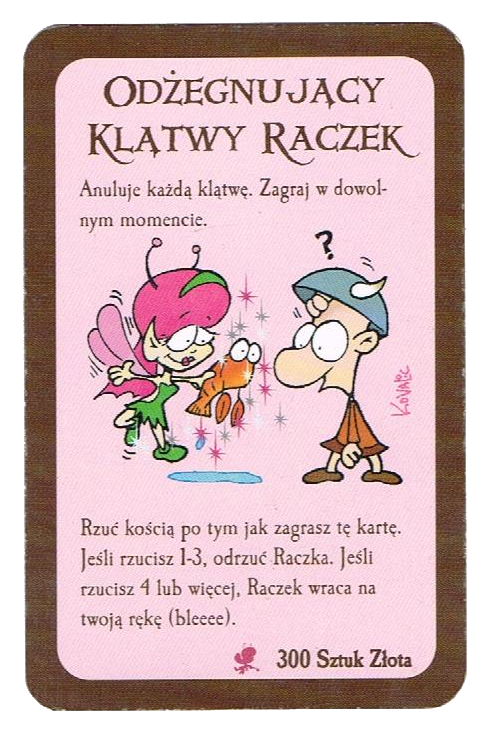 ODŻEGNUJĄCY
KLĄTWY RACZEK
Anuluje każdą klątwę. Zagraj w dowol-
nym momencie.
?
KOVALIC
Rzuć kością po tym jak zagrasz tę kartę.
Jeśli rzucisz 1-3, odrzuć Raczka. Jeśli
rzucisz 4 lub więcej, Raczek wraca na
twoją rękę (bleeee).
300 Sztuk Złota